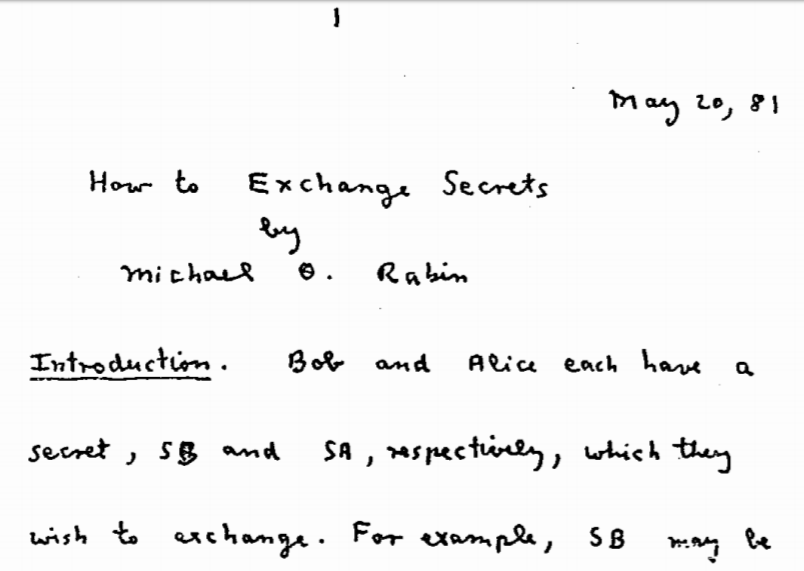 1
May 20, 81
How to Exchange Secrets
by
Michael O. Rabin
Introduction. Bob and Alice each have a
secret, SB and SA, respectively, which they
wish to exchange. For example, SB may be